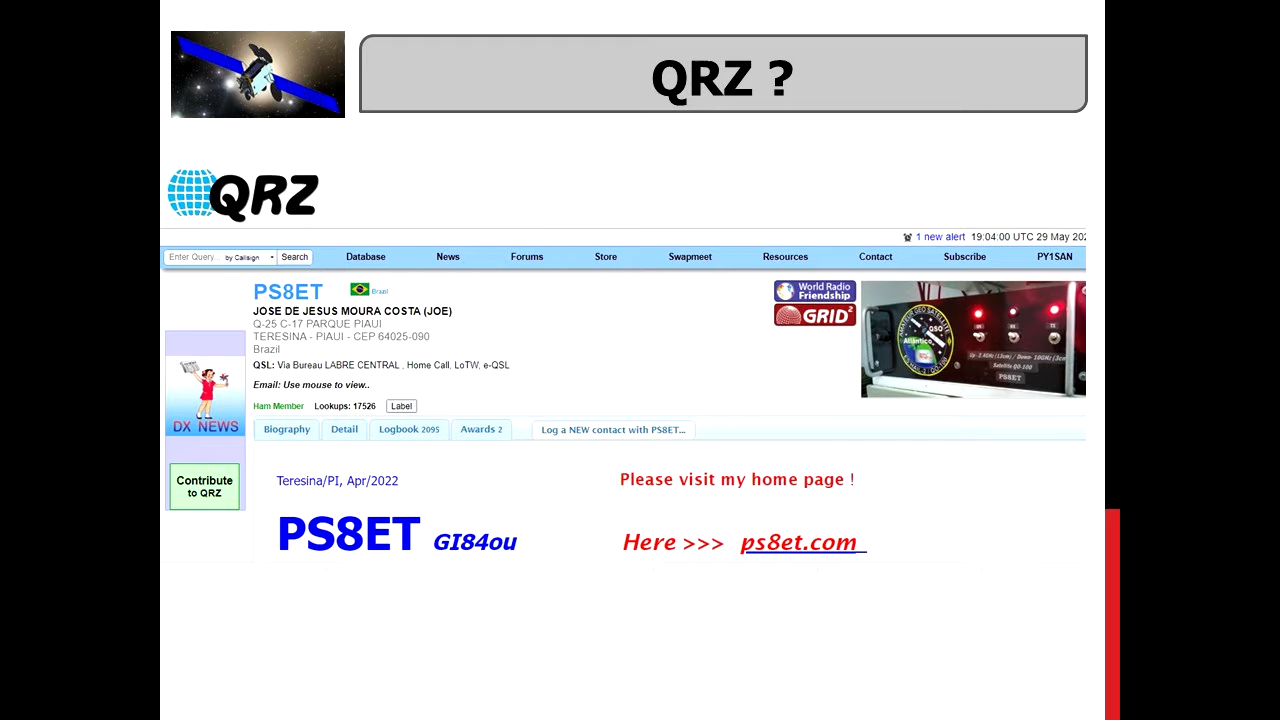 QRZ ?
QRZ
1 new alert 19:04:00 UTC 29 May 202
Enter Query... by Callsign Search Database News Forums Store Swapmeet Resources Contact Subscribe PY1SAN
PS8ET Brazil
JOSE DE JESUS MOURA COSTA (JOE)
Q-25 C-17 PARQUE PIAUI
TERESINA - PIAUI - CEP 64025-090
Brazil
QSL: Via Bureau LABRE CENTRAL , Home Call, LoTW, e-QSL
Email: Use mouse to view..
Ham Member Lookups: 17526 Label
World Radio
Friendship
GRID²
QSO
Atlântico
Satellite QO-100
PS8ET
DX NEWS
Biography Detail Logbook 2095 Awards 2 Log a NEW contact with PS8ET...
Contribute
to QRZ
Teresina/PI, Apr/2022 Please visit my home page !
PS8ET GI84ou Here >>> ps8et.com